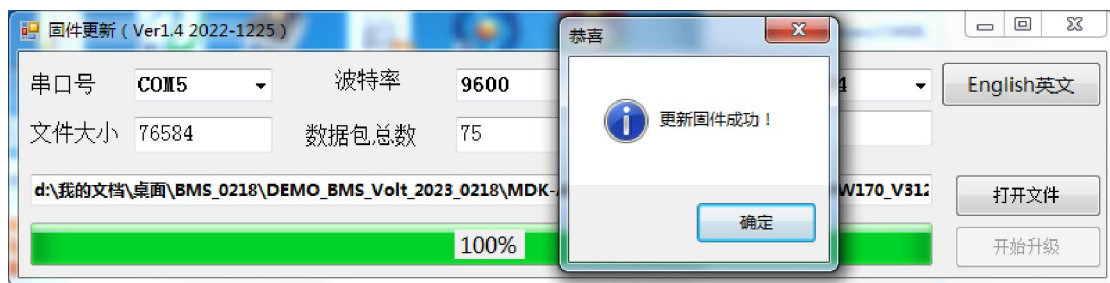 固件更新 ( Ver1.4 2022-1225 )
恭喜
串口号 COM5 波特率 9600 English英文
更新固件成功！
文件大小 76584 数据包总数 75
d:\我的文档\桌面\BMS_0218\DEMO_BMS_Volt_2023_0218\MDK- W170_V312
打开文件
确定
100%
开始升级